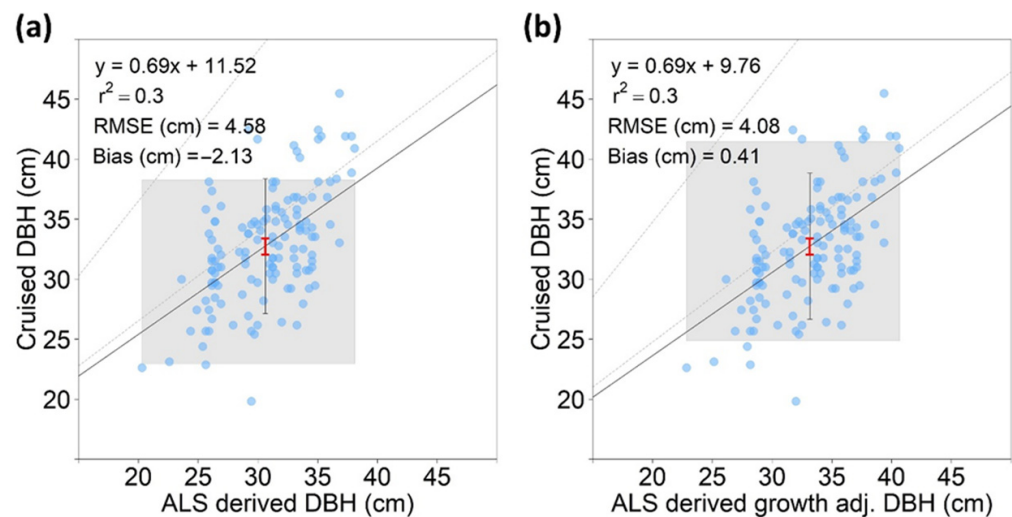 (a)
y = 0.69x + 11.52
r² = 0.3
RMSE (cm) = 4.58
Bias (cm) =−2.13
Cruised DBH (cm)
45
40
35
30
25
20
20 25 30 35 40 45
ALS derived DBH (cm)
(b)
y = 0.69x + 9.76
r² = 0.3
RMSE (cm) = 4.08
Bias (cm) = 0.41
Cruised DBH (cm)
45
40
35
30
25
20
20 25 30 35 40 45
ALS derived growth adj. DBH (cm)